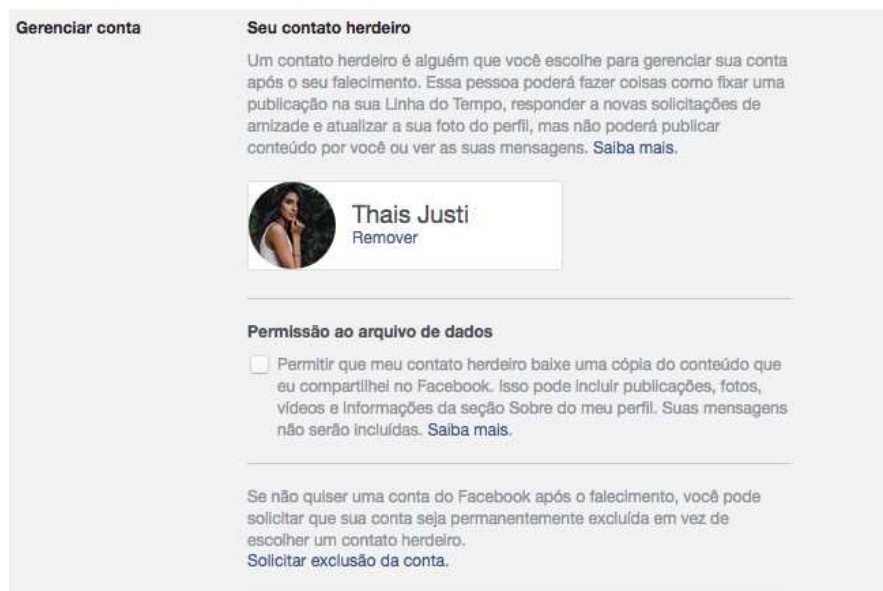 Gerenciar conta
Seu contato herdeiro
Um contato herdeiro é alguém que você escolhe para gerenciar sua conta
após o seu falecimento. Essa pessoa poderá fazer coisas como fixar uma
publicação na sua Linha do Tempo, responder a novas solicitações de
amizade e atualizar a sua foto do perfil, mas não poderá publicar
conteúdo por você ou ver as suas mensagens. Saiba mais.
Thais Justi
Remover
Permissão ao arquivo de dados
Permitir que meu contato herdeiro baixe uma cópia do conteúdo que
eu compartilhei no Facebook. Isso pode incluir publicações, fotos,
vídeos e informações da seção Sobre do meu perfil. Suas mensagens
não serão incluídas. Saiba mais.
Se não quiser uma conta do Facebook após o falecimento, você pode
solicitar que sua conta seja permanentemente excluída em vez de
escolher um contato herdeiro.
Solicitar exclusão da conta.